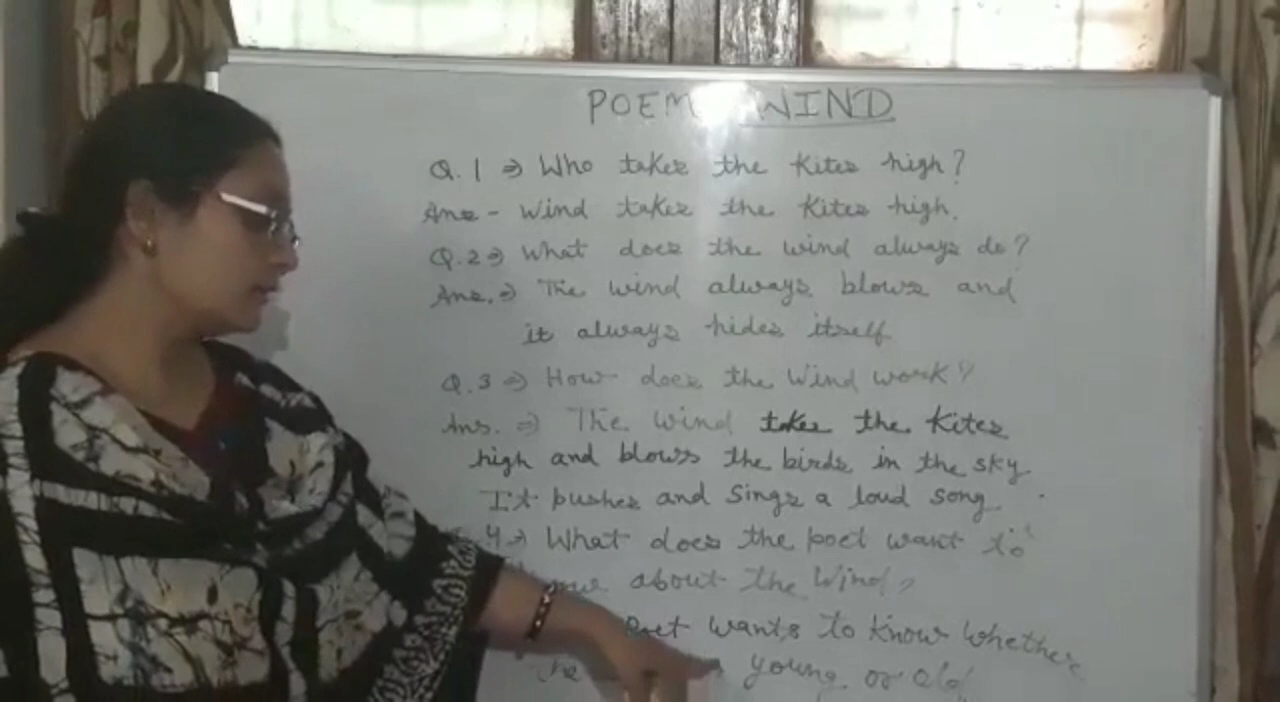 POEM WIND
Q.1 ⇒ Who takes the Kites high?
Ans - Wind takes the Kites high.
Q.2 ⇒ What does the wind always do?
Ans. ⇒ The wind always blows and
it always hides itself
Q.3 ⇒ How does the Wind work?
Ans. ⇒ The wind takes the Kites
high and blows the birds in the sky.
It pushes and Sings a loud song.
4 ⇒ What does the poet want to
about the Wind?
Poet wants to know whether
the young or old